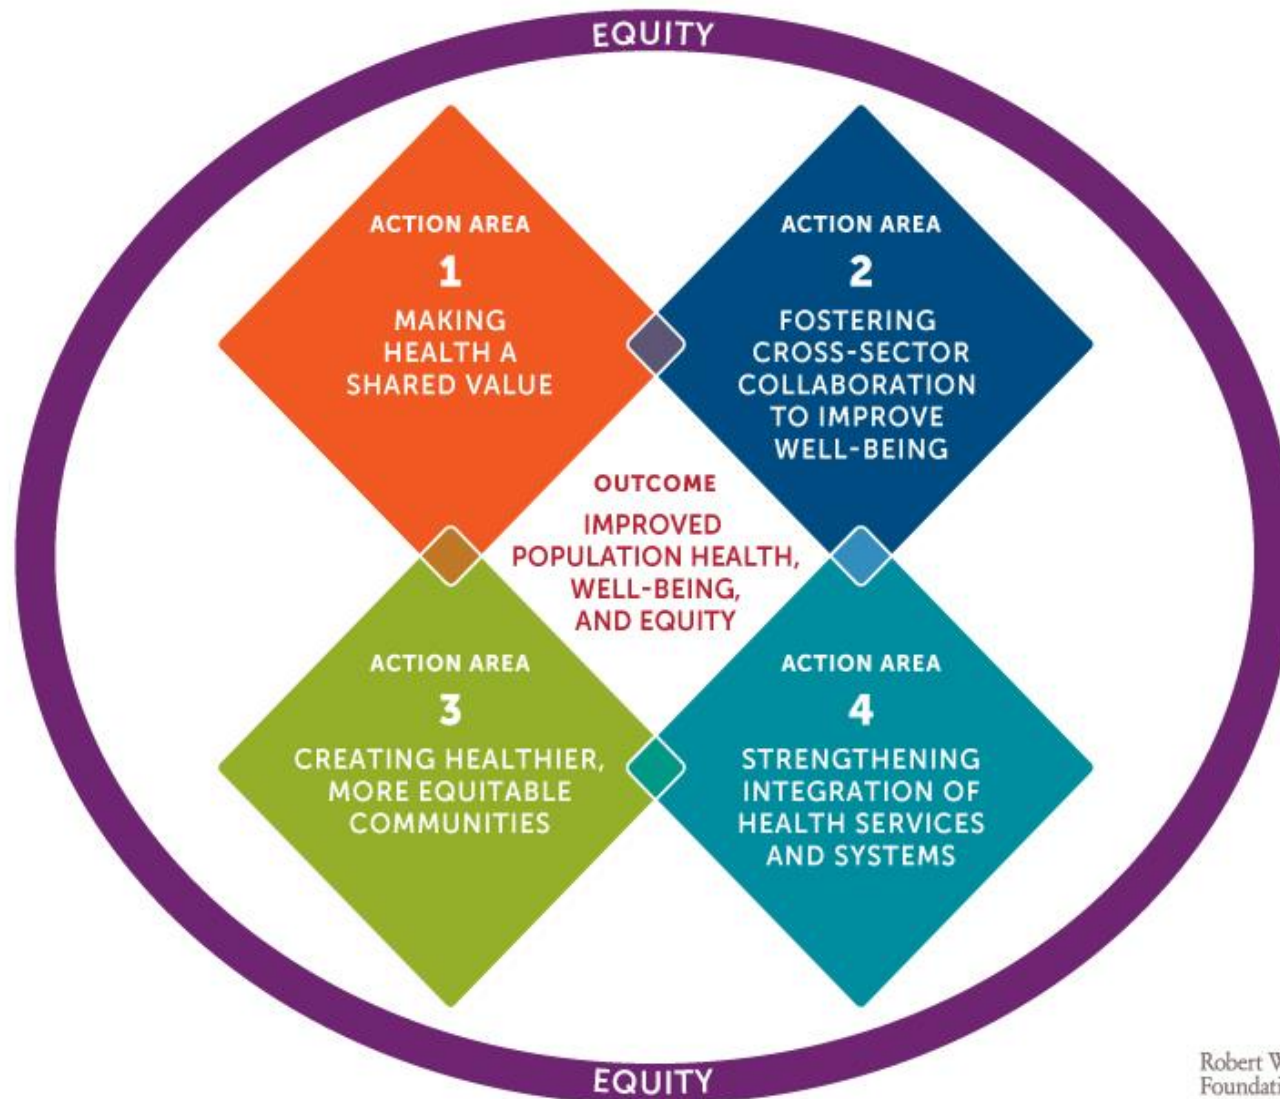 EQUITY
ACTION AREA
1
MAKING
HEALTH A
SHARED VALUE
ACTION AREA
2
FOSTERING
CROSS-SECTOR
COLLABORATION
TO IMPROVE
WELL-BEING
OUTCOME
IMPROVED
POPULATION HEALTH,
WELL-BEING,
AND EQUITY
ACTION AREA
3
CREATING HEALTHIER,
MORE EQUITABLE
COMMUNITIES
ACTION AREA
4
STRENGTHENING
INTEGRATION OF
HEALTH SERVICES
AND SYSTEMS
EQUITY
Robert